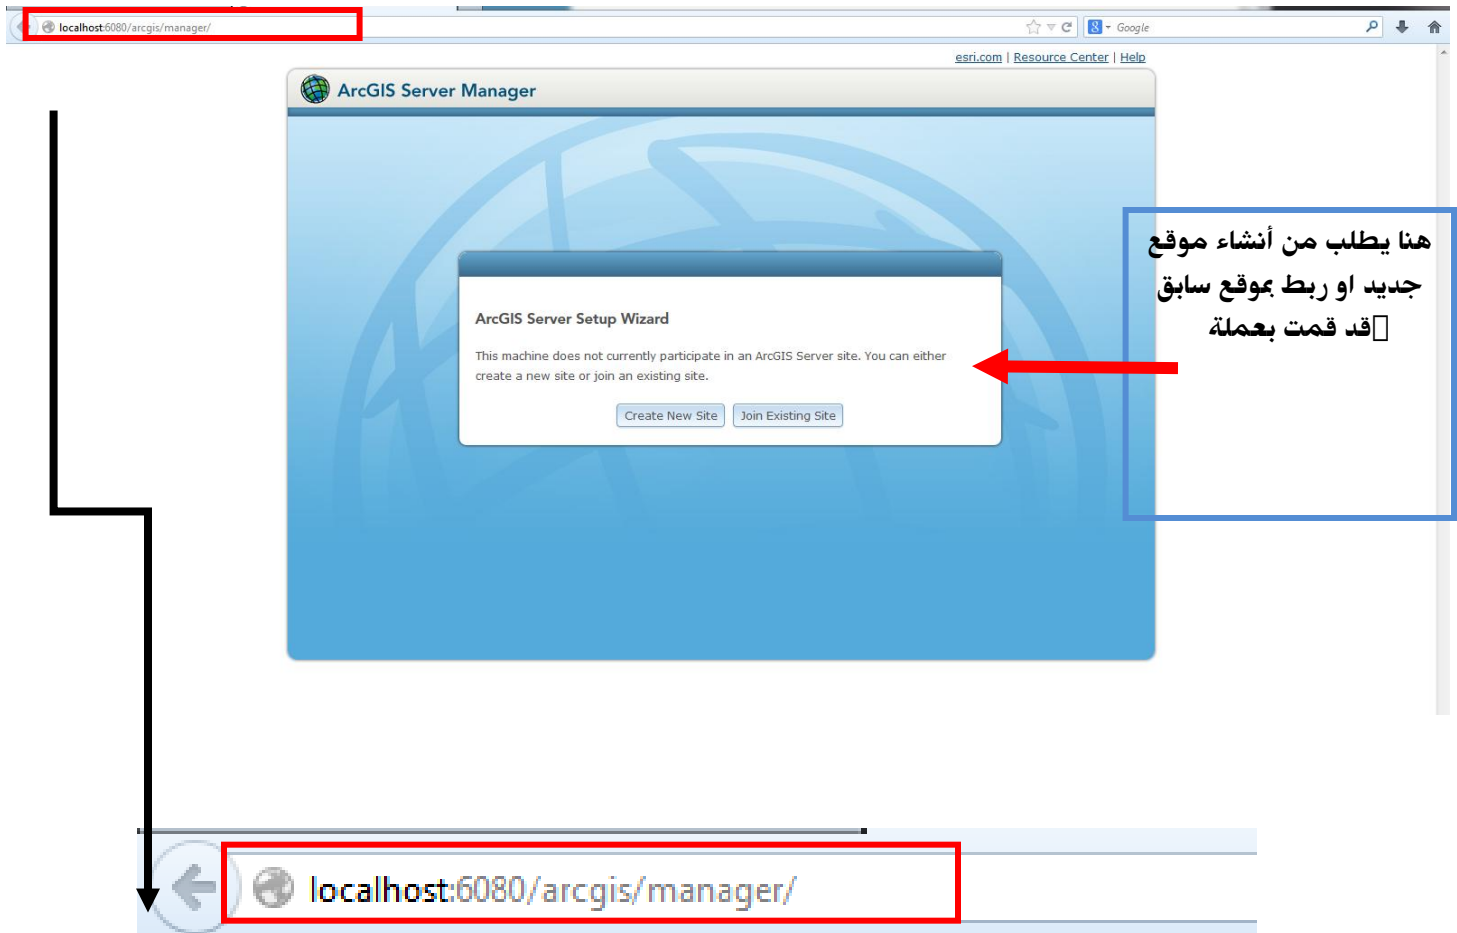 localhost:6080/arcgis/manager/
Google
esri.com | Resource Center | Help
ArcGIS Server Manager
هنا يطلب من أنشاء موقع
جديد او ربط بموقع سابق
قد قمت بعملة
ArcGIS Server Setup Wizard
This machine does not currently participate in an ArcGIS Server site. You can either
create a new site or join an existing site.
Create New Site
Join Existing Site
localhost:6080/arcgis/manager/